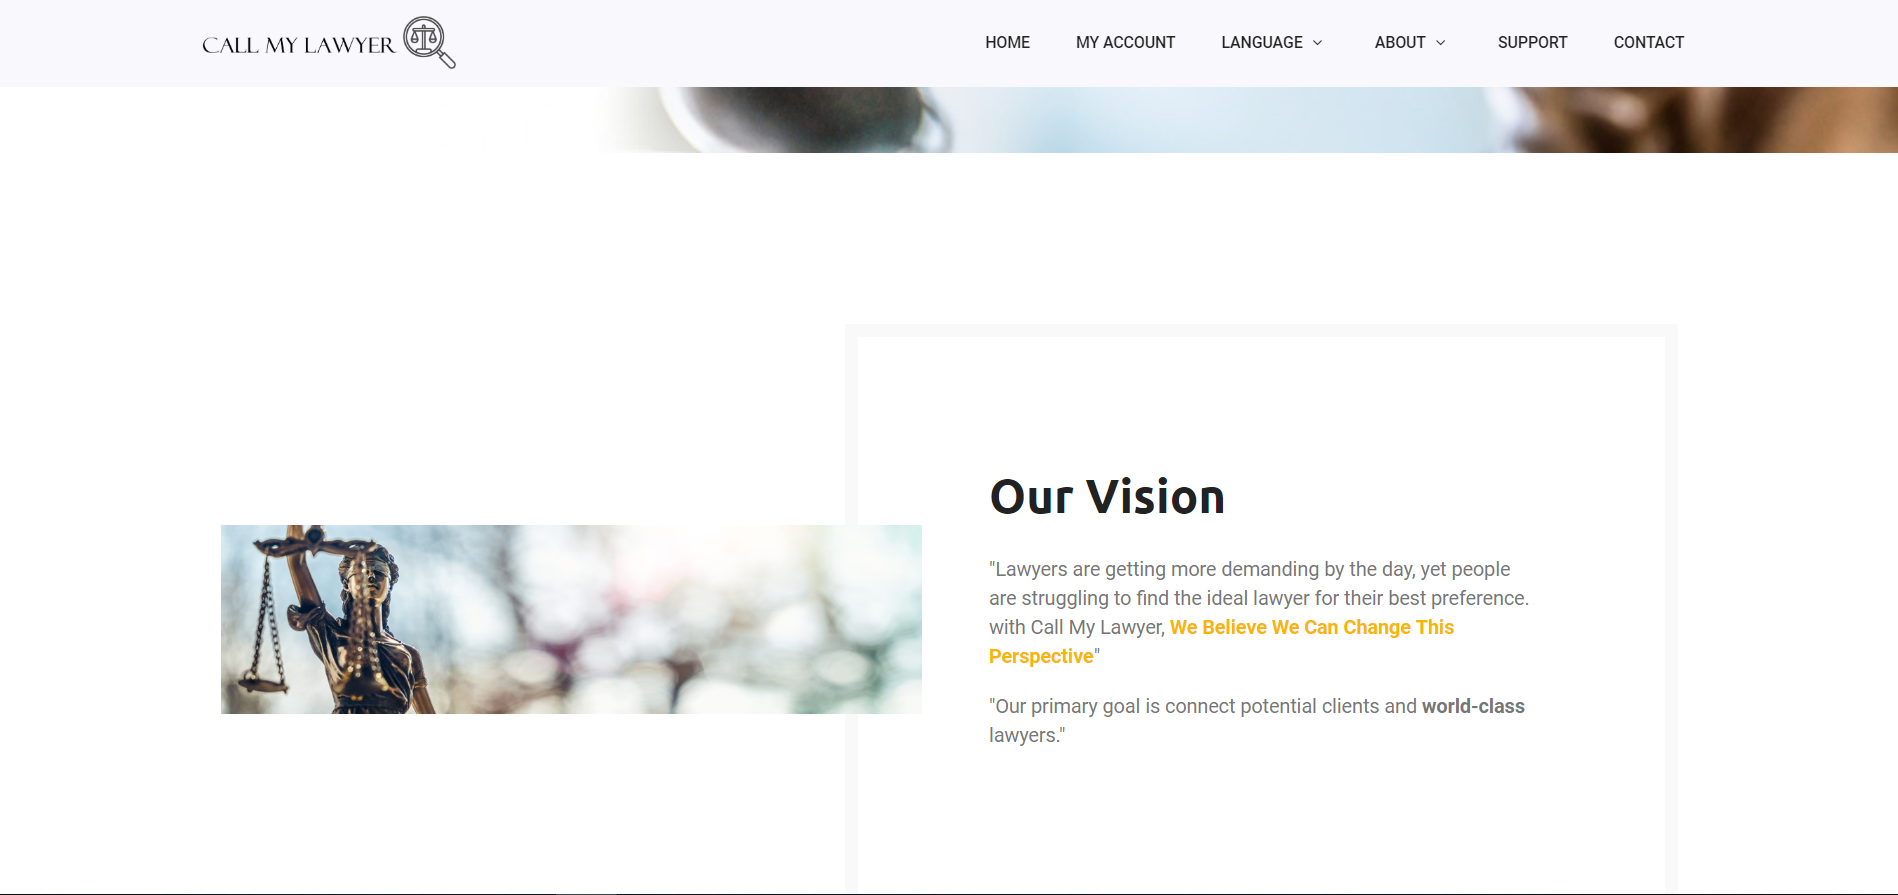 CALL MY LAWYER
HOME
MY ACCOUNT
LANGUAGE
ABOUT
SUPPORT
CONTACT
Our Vision
"Lawyers are getting more demanding by the day, yet people
are struggling to find the ideal lawyer for their best preference.
with Call My Lawyer, We Believe We Can Change This
Perspective"
"Our primary goal is connect potential clients and world-class
lawyers."